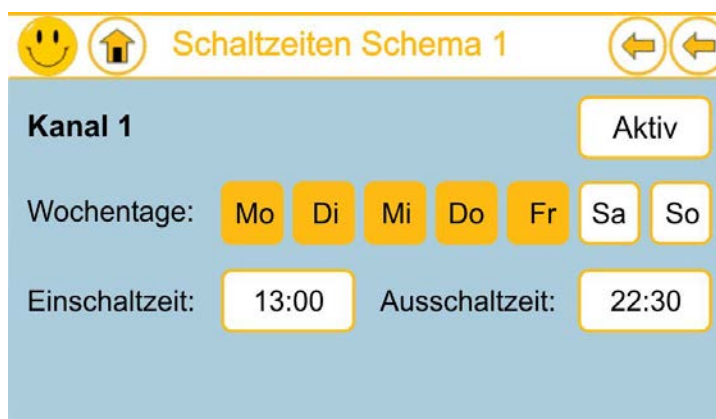 Schaltzeiten Schema 1
Kanal 1 Aktiv
Wochentage: Mo Di Mi Do Fr Sa So
Einschaltzeit: 13:00 Ausschaltzeit: 22:30